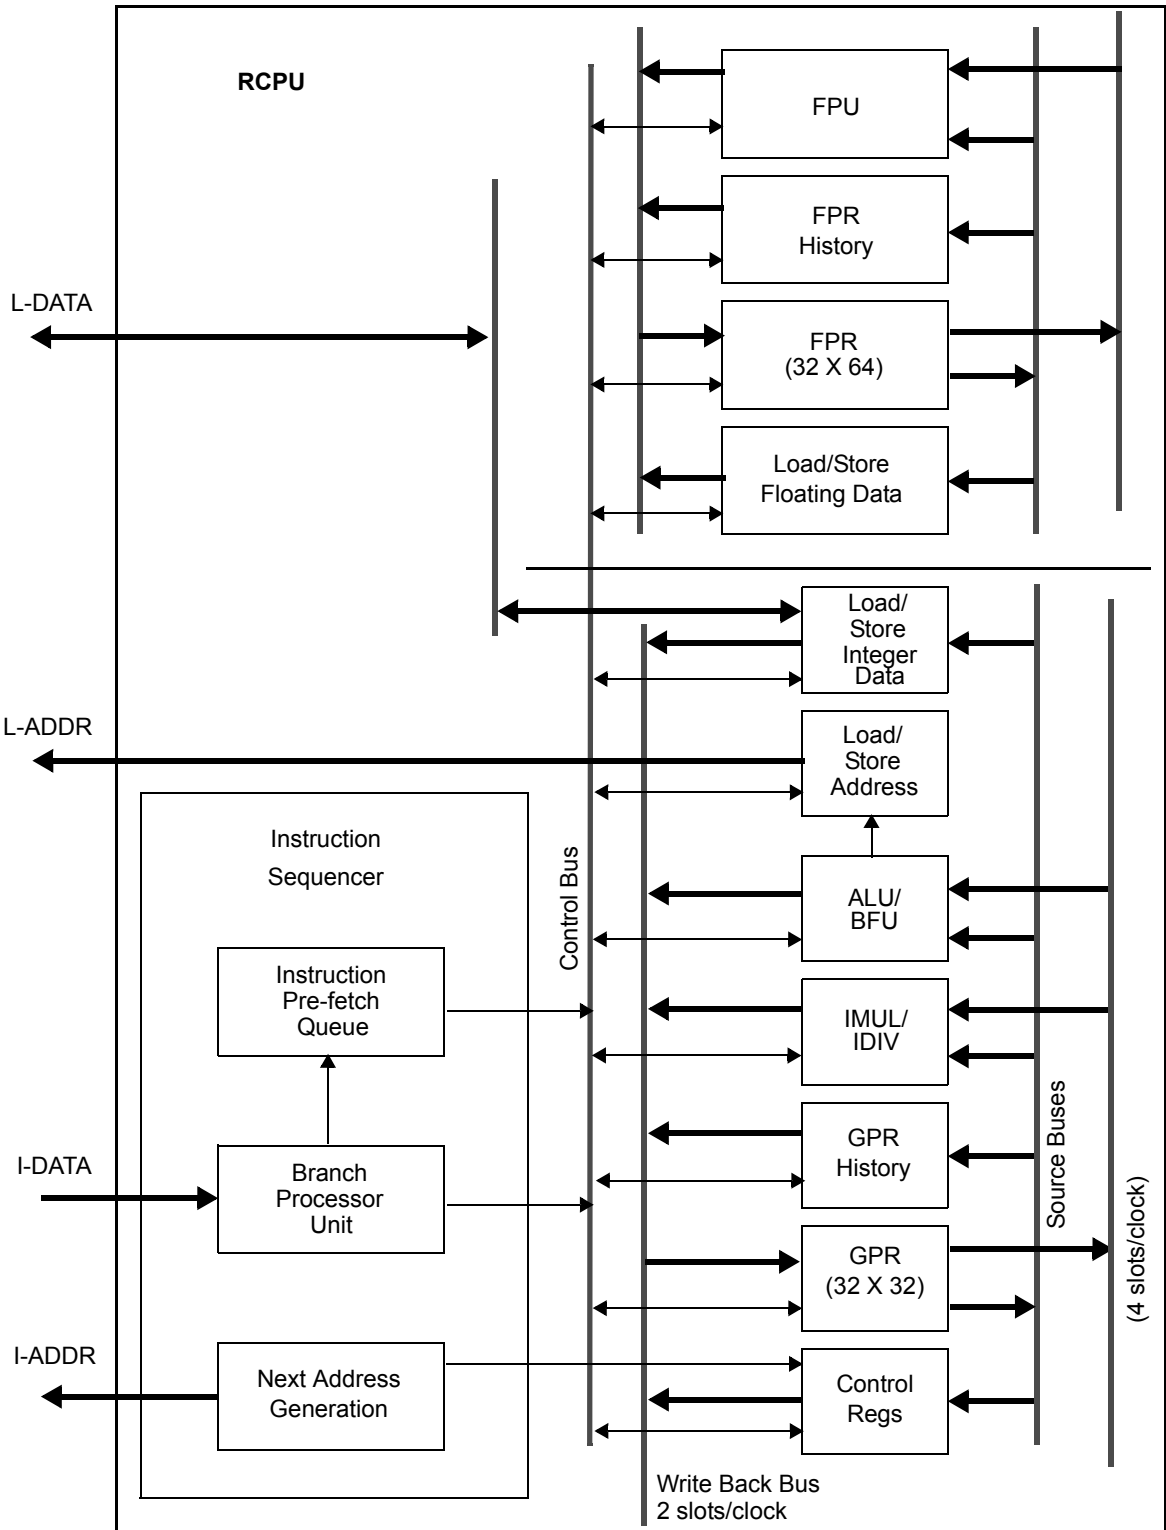 RCPU
FPU
FPR
History
L-DATA
FPR
(32 X 64)
Load/Store
Floating Data
Load/
Store
Integer
Data
L-ADDR
Load/
Store
Address
Instruction
Sequencer
Control Bus
ALU/
BFU
Instruction
Pre-fetch
Queue
IMUL/
IDIV
Source Buses
(4 slots/clock)
GPR
History
I-DATA
Branch
Processor
Unit
GPR
(32 X 32)
I-ADDR
Next Address
Generation
Control
Regs
Write Back Bus
2 slots/clock